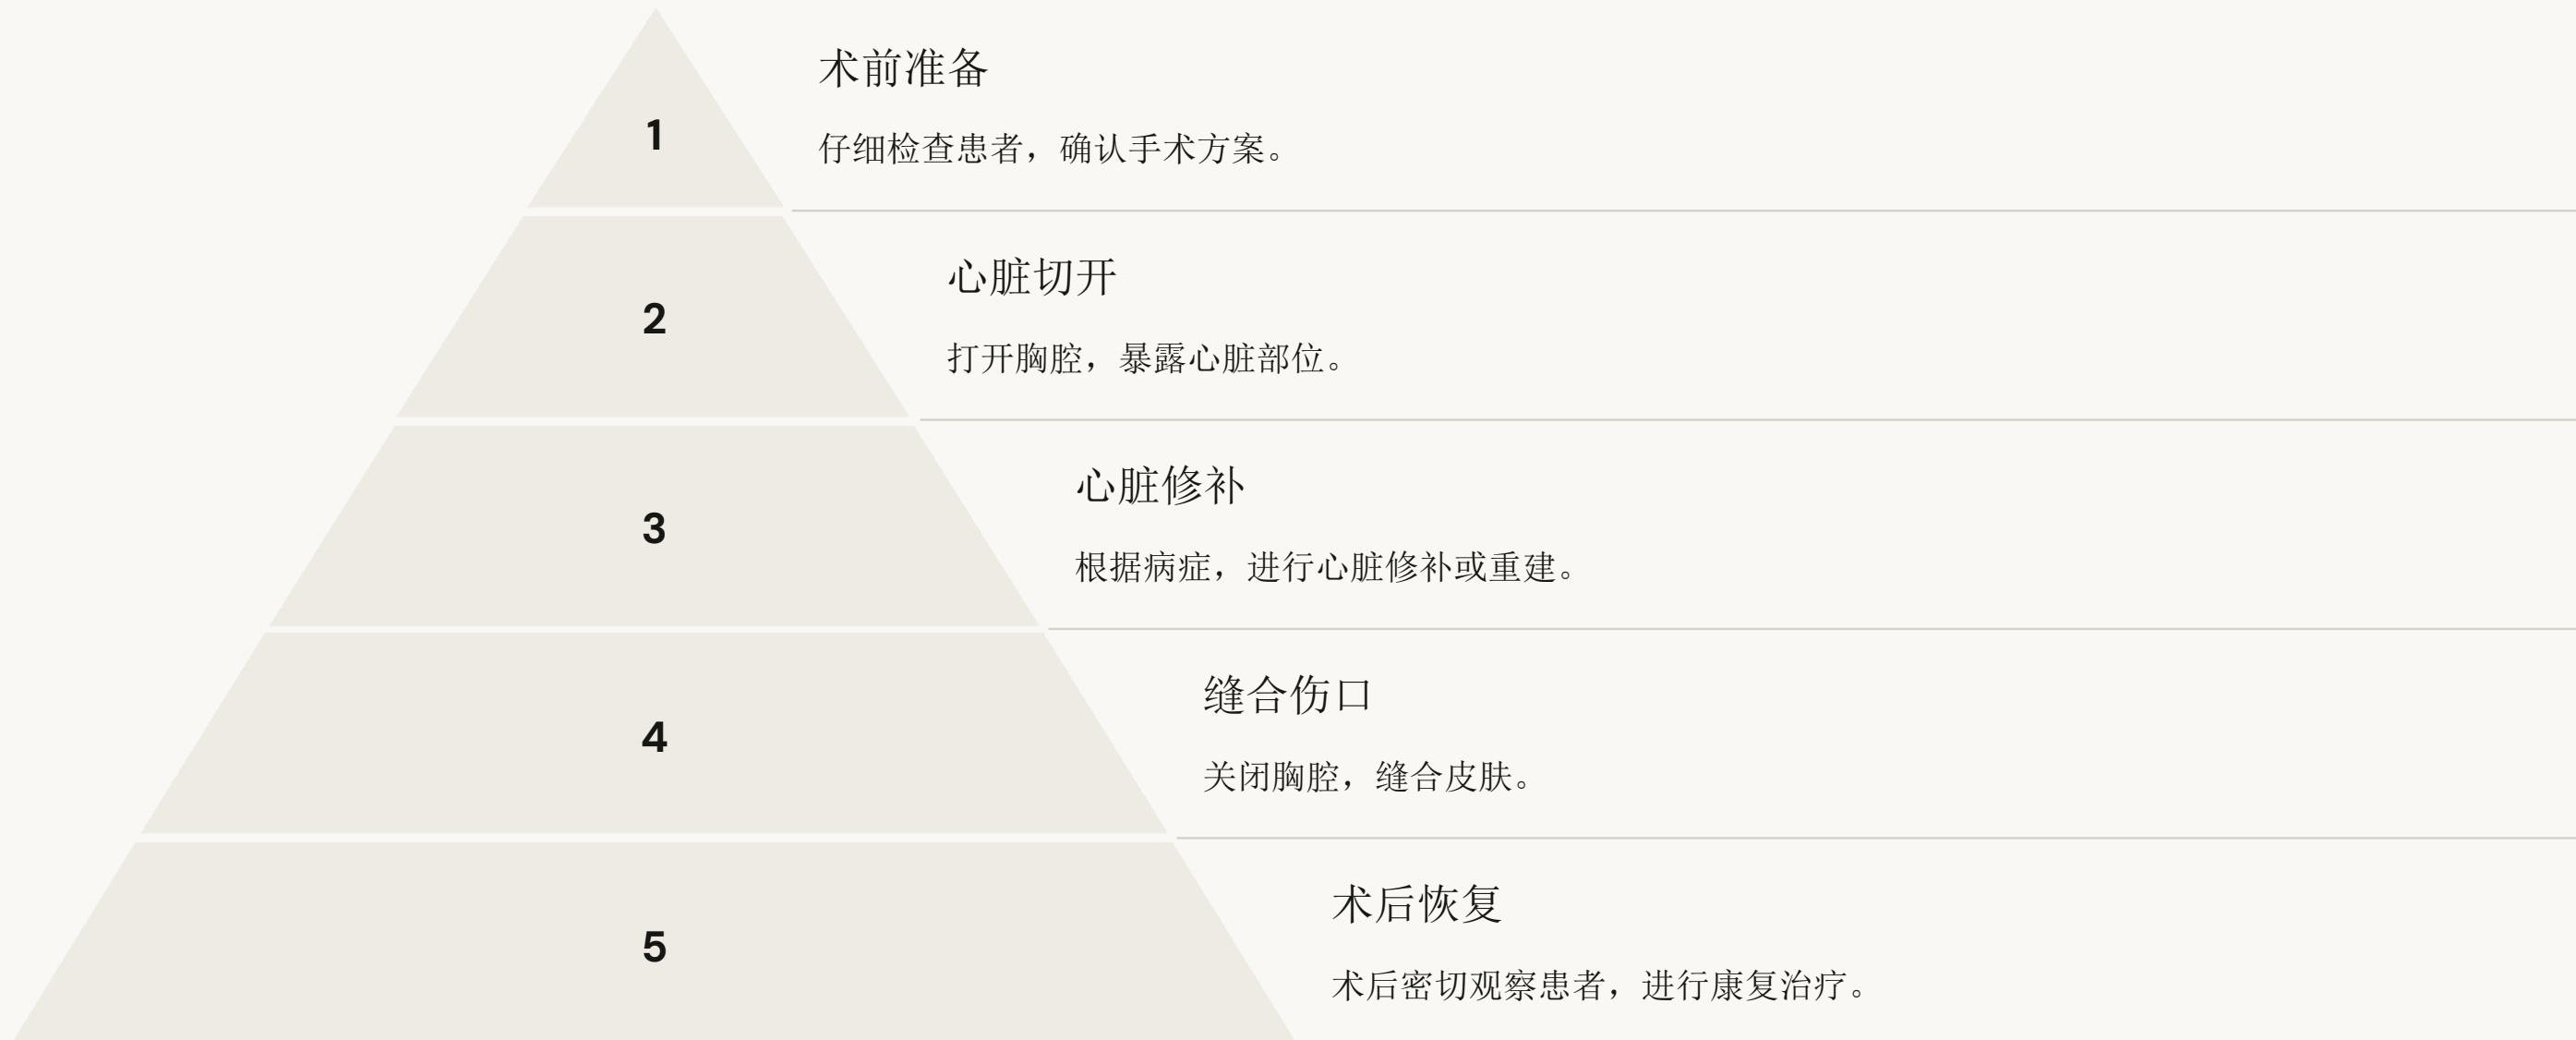 1
术前准备
仔细检查患者，确认手术方案。
2
心脏切开
打开胸腔，暴露心脏部位。
3
心脏修补
根据病症，进行心脏修补或重建。
4
缝合伤口
关闭胸腔，缝合皮肤。
5
术后恢复
术后密切观察患者，进行康复治疗。